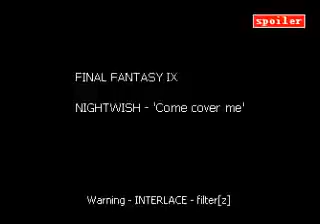 spoiler
FINAL FANTASY IX
NIGHTWISH - 'Come cover me'
Warning - INTERLACE - filter[z]